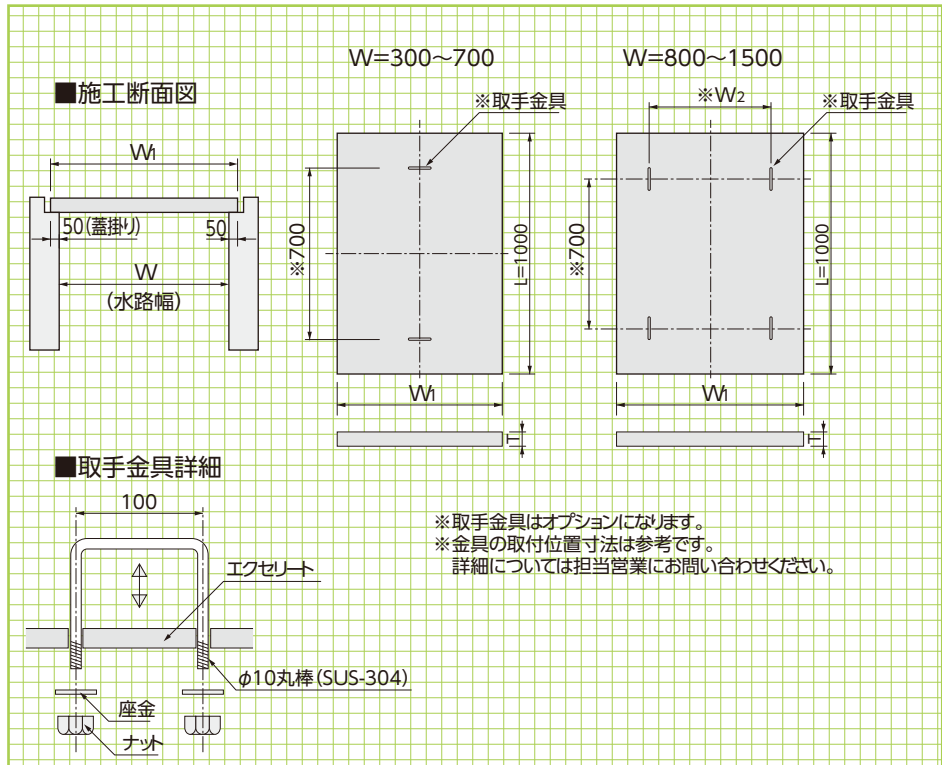 W=300～700
W=800～1500
■施工断面図
※取手金具
※W2
※取手金具
W1
50(蓋掛り)
50
W
(水路幅)
※700
L=1000
※700
L=1000
W1
W1
T
T
■取手金具詳細
100
エクセリート
φ10丸棒(SUS-304)
座金
ナット
※取手金具はオプションになります。
※金具の取付位置寸法は参考です。
詳細については担当営業にお問い合わせください。